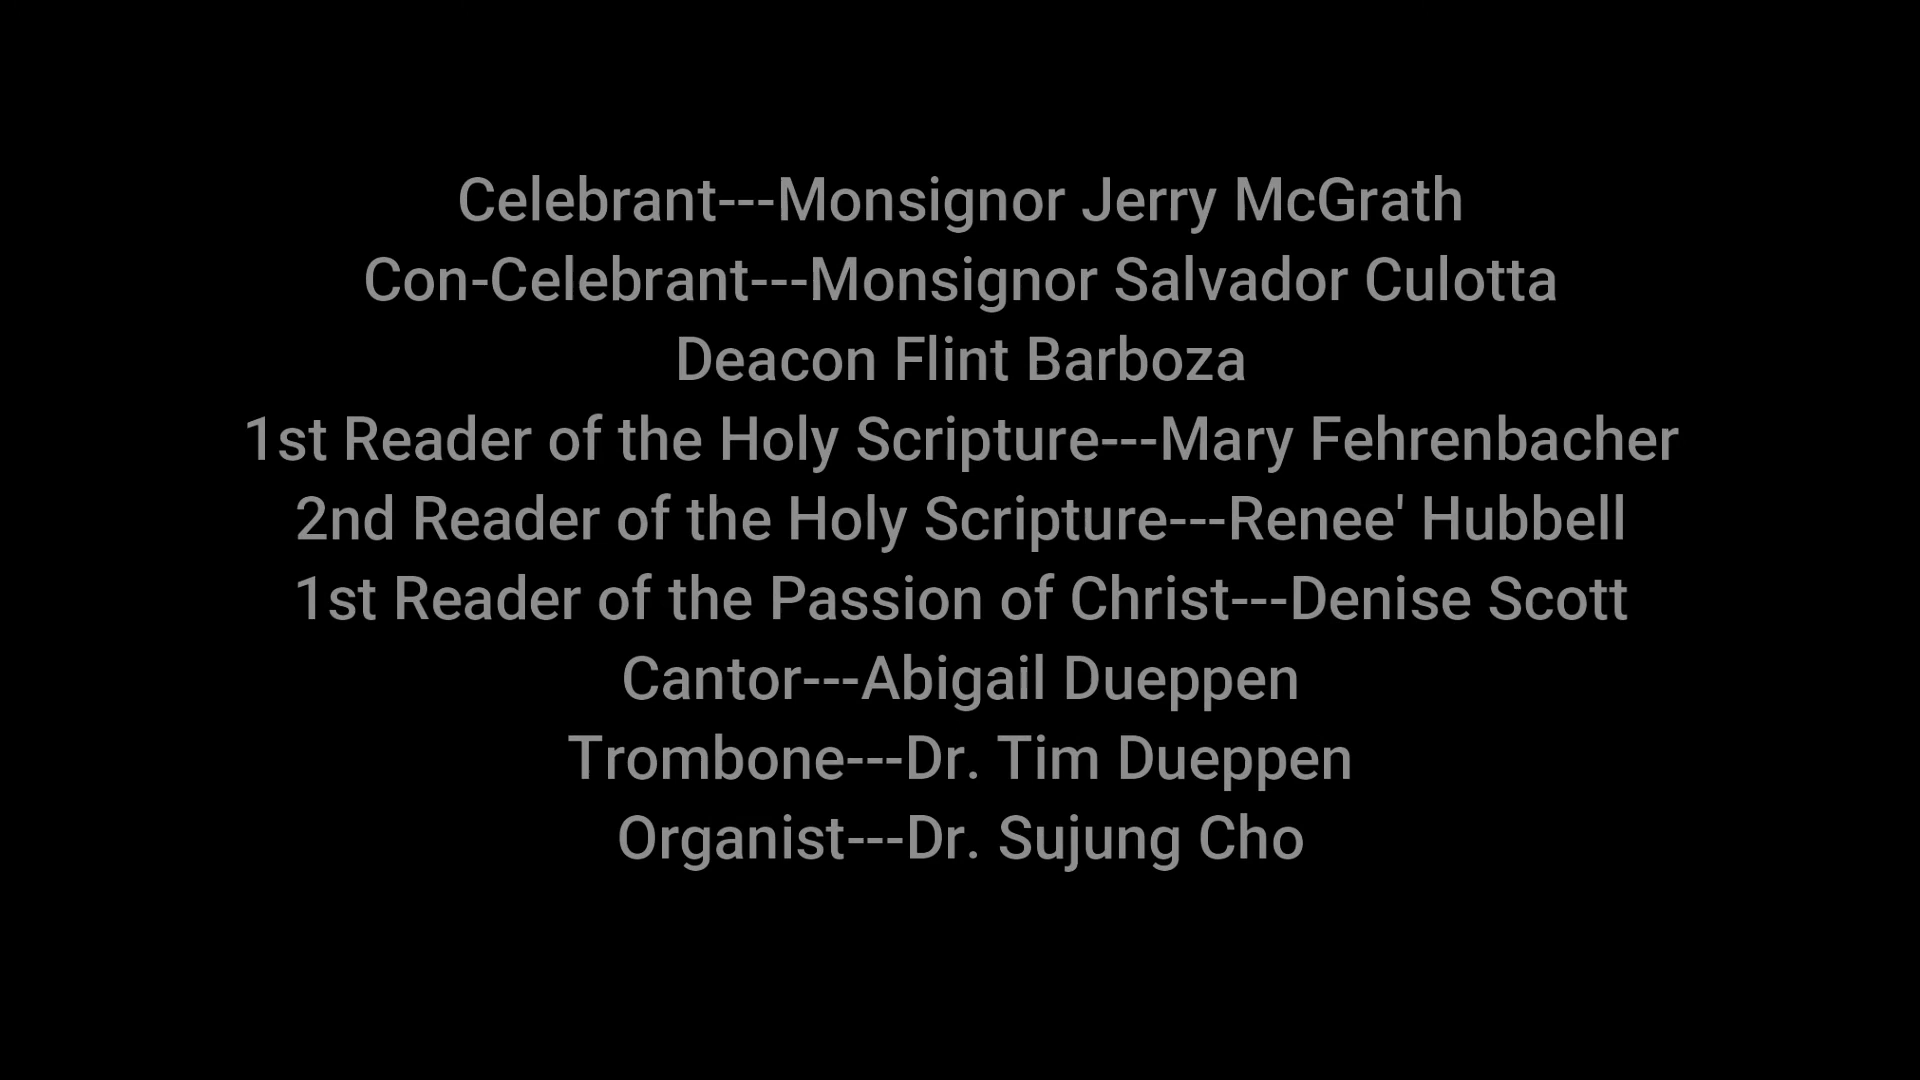 Celebrant---Monsignor Jerry McGrath
Con-Celebrant---Monsignor Salvador Culotta
Deacon Flint Barboza
1st Reader of the Holy Scripture---Mary Fehrenbacher
2nd Reader of the Holy Scripture---Renee' Hubbell
1st Reader of the Passion of Christ---Denise Scott
Cantor---Abigail Dueppen
Trombone---Dr. Tim Dueppen
Organist---Dr. Sujung Cho